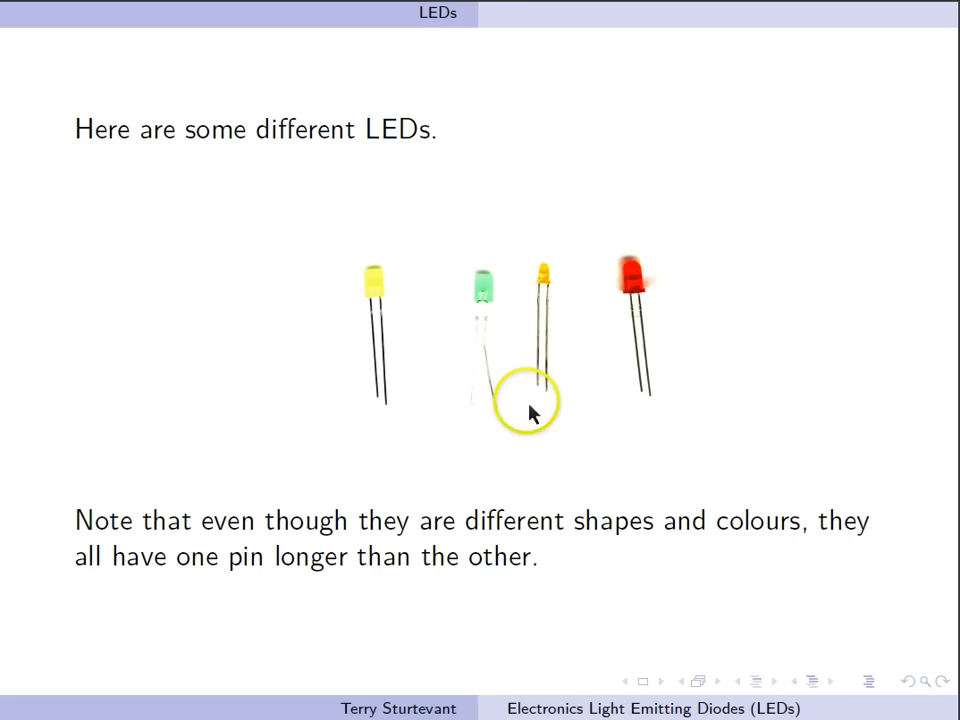 LEDs
Here are some different LEDs.
Note that even though they are different shapes and colours, they
all have one pin longer than the other.
Terry Sturtevant
Electronics Light Emitting Diodes (LEDs)